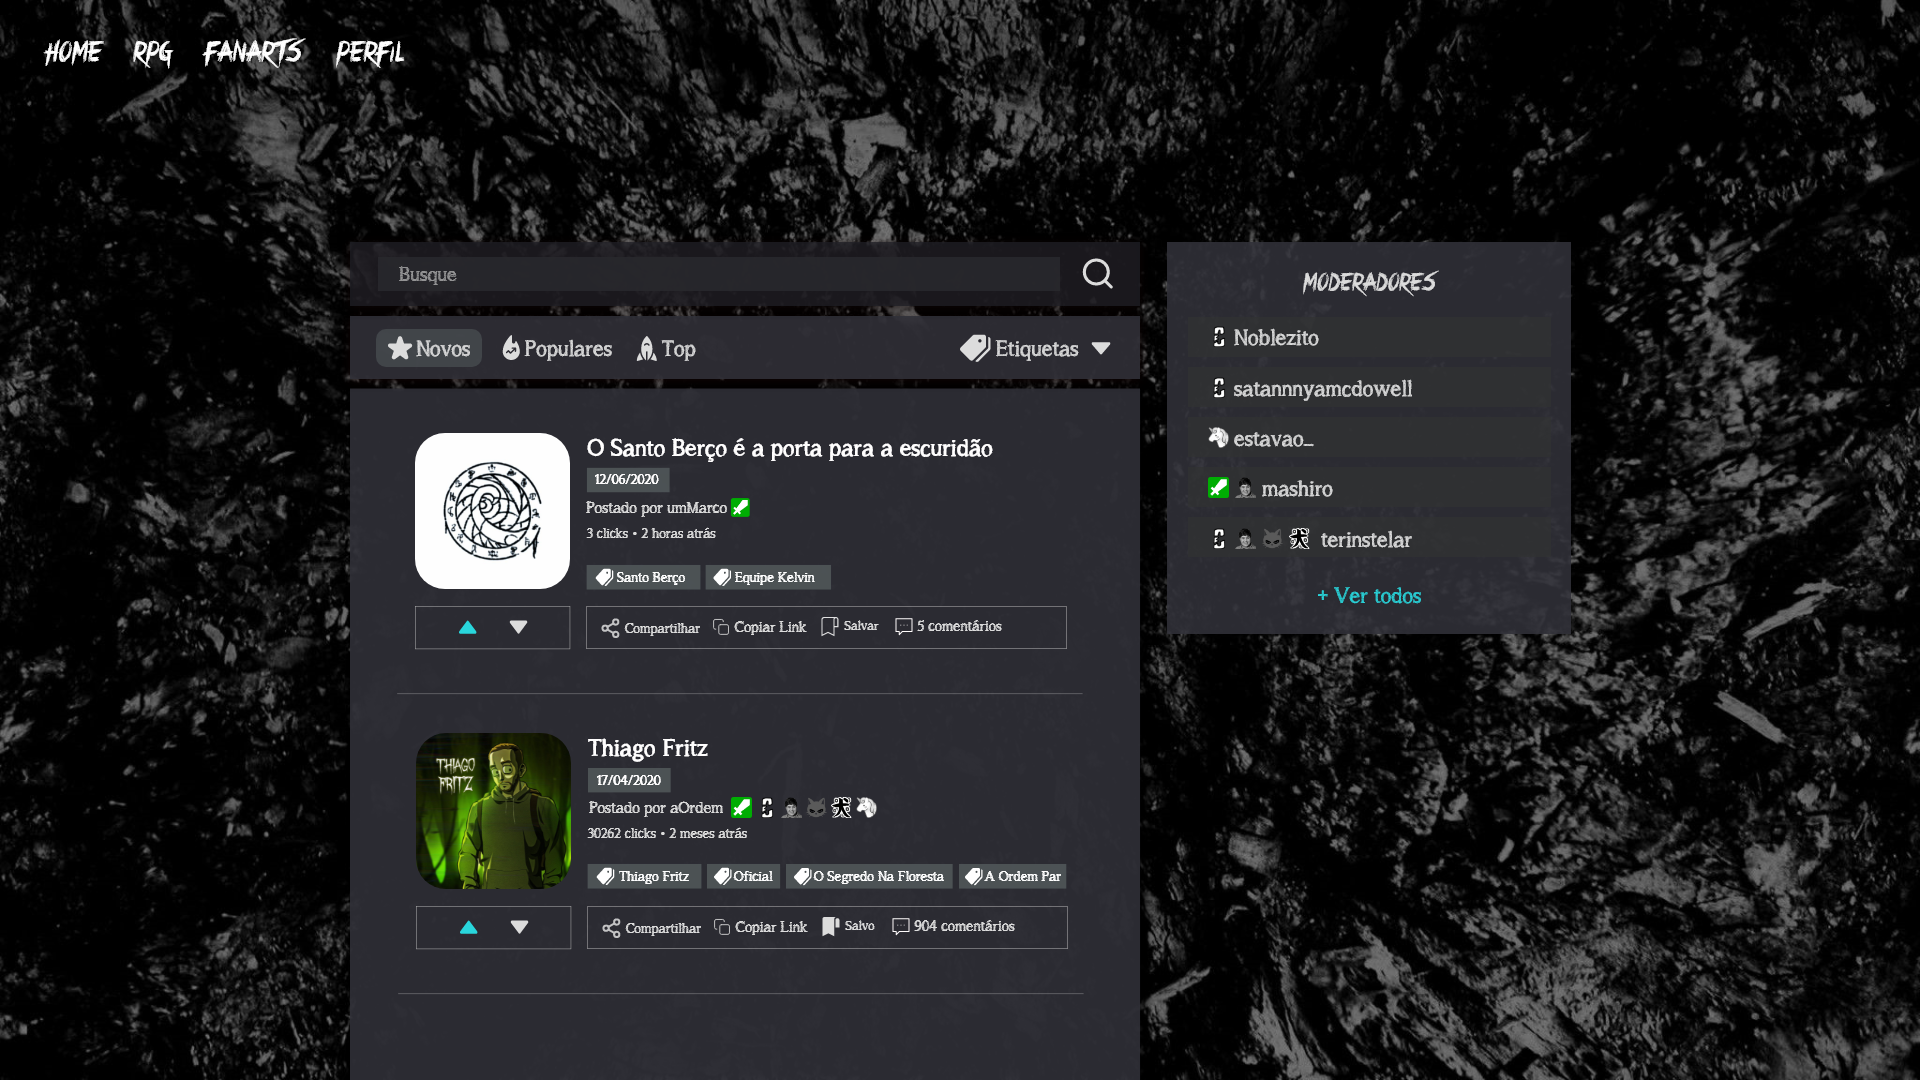 HOME RPG FANARTS PERFIL
Busque
Novos Populares Top Etiquetas
O Santo Berço é a porta para a escuridão
12/06/2020
Postado por umMarco
3 clicks • 2 horas atrás
Santo Berço Equipe Kelvin
Compartilhar Copiar Link Salvar 5 comentários
THIAGO
FRITZ
Thiago Fritz
17/04/2020
Postado por aOrdem
30262 clicks • 2 meses atrás
Thiago Fritz Oficial O Segredo Na Floresta A Ordem Par
Compartilhar Copiar Link Salvo 904 comentários
MODERADORES
Noblezito
satannnyamcdowell
estavao_
mashiro
terinstelar
+ Ver todos